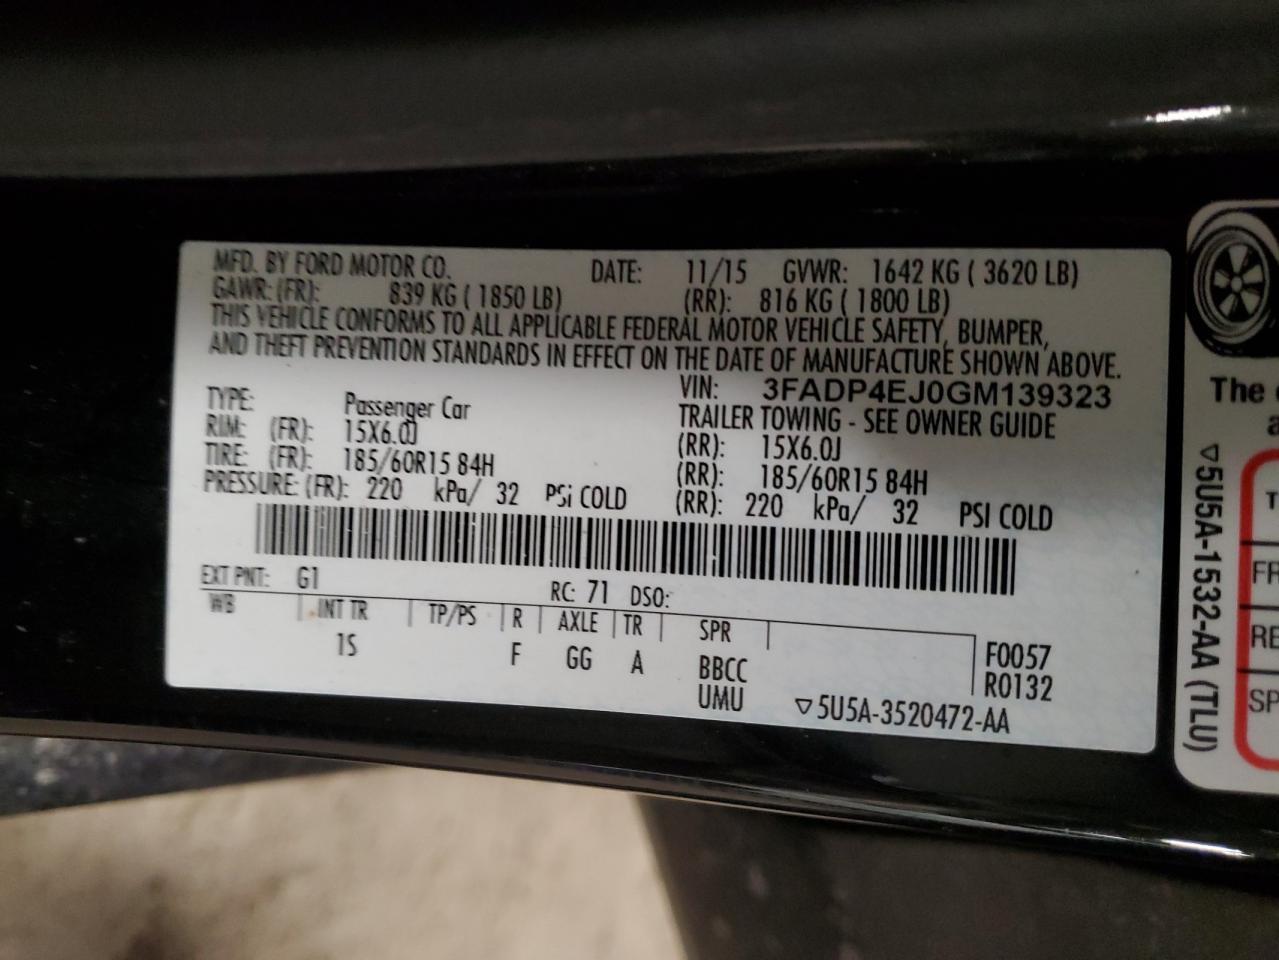 MFD. BY FORD MOTOR CO. DATE: 11/15 GVWR: 1642 KG ( 3620 LB)
GAWR: (FR): 839 KG ( 1850 LB) (RR): 816 KG ( 1800 LB)
THIS VEHICLE CONFORMS TO ALL APPLICABLE FEDERAL MOTOR VEHICLE SAFETY, BUMPER,
AND THEFT PREVENTION STANDARDS IN EFFECT ON THE DATE OF MANUFACTURE SHOWN ABOVE.
VIN: 3FADP4EJ0GM139323
TYPE: Passenger Car TRAILER TOWING - SEE OWNER GUIDE
RIM: (FR): 15X6.0J (RR): 15X6.0J
TIRE: (FR): 185/60R15 84H (RR): 185/60R15 84H
PRESSURE: (FR): 220 kPa/ 32 PSi COLD (RR): 220 kPa/ 32 PSI COLD
EXT PNT: G1 RC: 71 DSO:
WB INT TR TP/PS R AXLE TR SPR
1S F GG A BBCC F0057
UMU R0132
▽5U5A-3520472-AA
The
▽5U5A-1532-AA (TLU)
T
FR
RE
SP